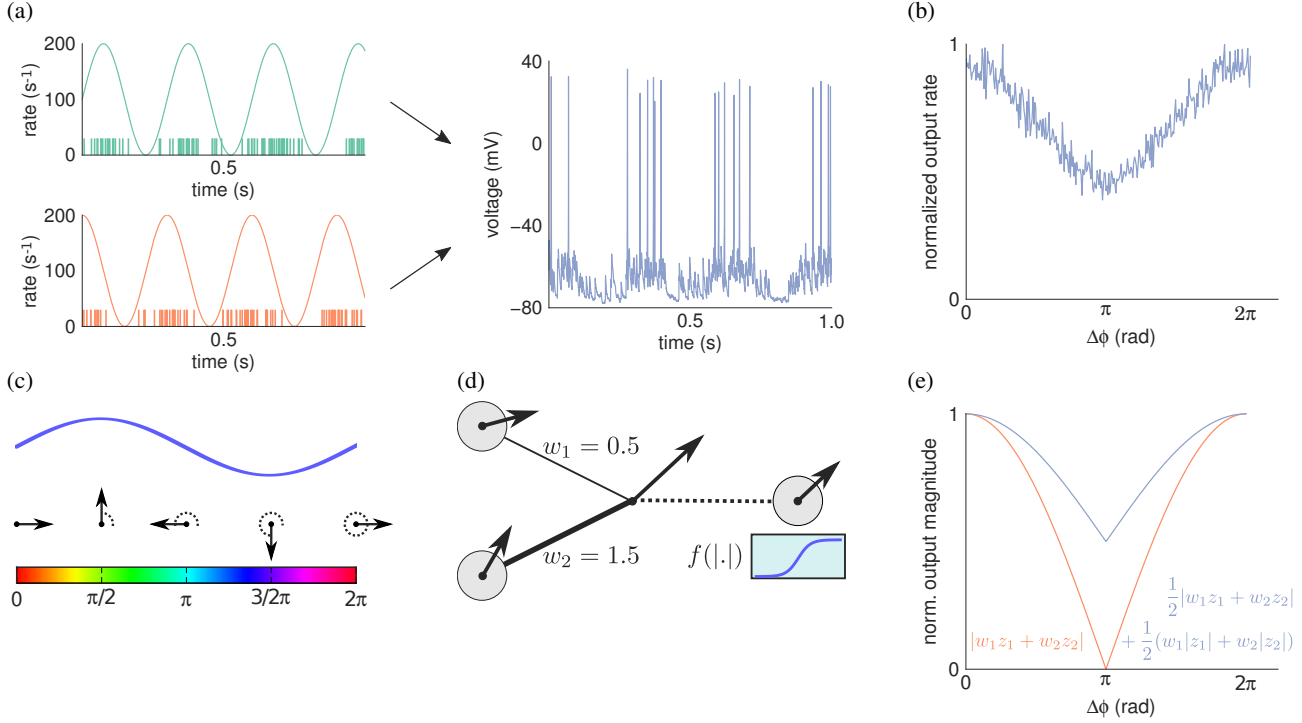 (a)
rate (s⁻¹)
200
100
0
0.5
time (s)
rate (s⁻¹)
200
100
0
0.5
time (s)
voltage (mV)
40
0
−40
−80
0.5
1.0
time (s)
(b)
normalized output rate
1
0
π
2π
Δϕ (rad)
(c)
0
π/2
π
3/2π
2π
(d)
w₁ = 0.5
w₂ = 1.5
f(|.|)
(e)
norm. output magnitude
1
0
|w₁z₁ + w₂z₂|
½|w₁z₁ + w₂z₂|
+ ½(w₁|z₁| + w₂|z₂|)
0
π
2π
Δϕ (rad)